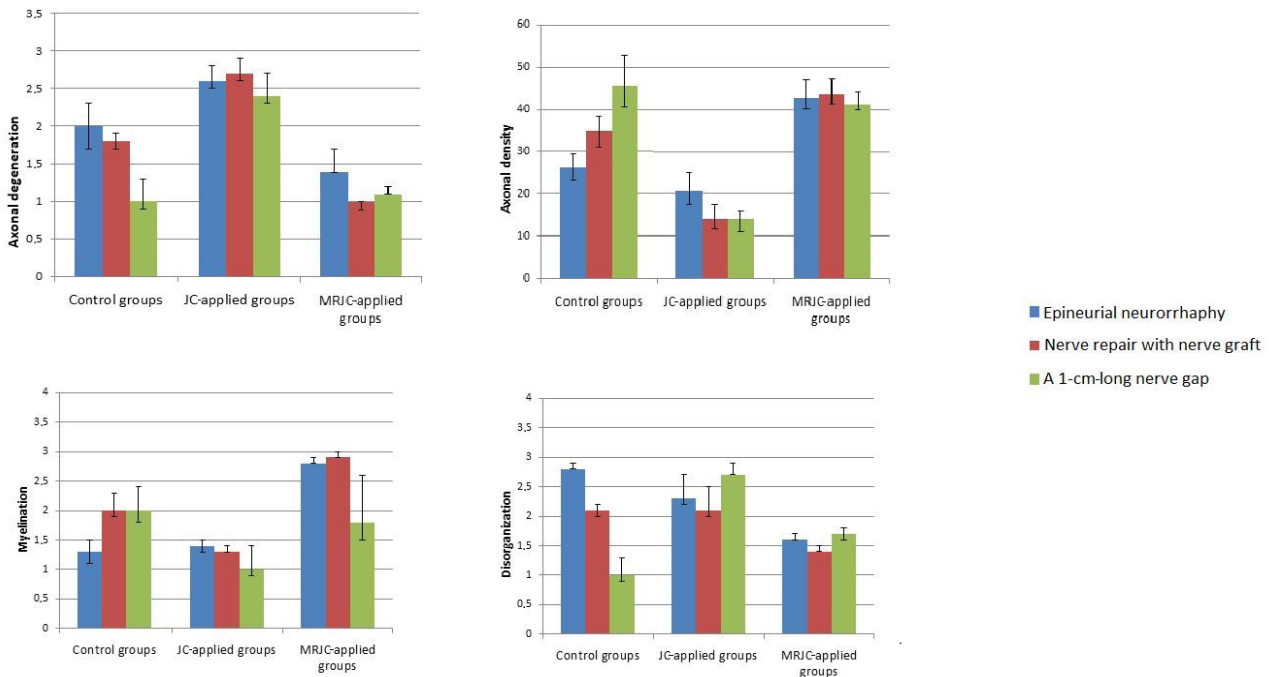 Axonal degeneration
3,5
3
2,5
2
1,5
1
0,5
0
Control groups
JC-applied groups
MRJC-applied
groups
Axonal density
60
50
40
30
20
10
0
Control groups
JC-applied groups
MRJC-applied
groups
Epineurial neurorrhaphy
Nerve repair with nerve graft
A 1-cm-long nerve gap
Myelination
4
3,5
3
2,5
2
1,5
1
0,5
0
Control groups
JC-applied groups
MRJC-applied
groups
Disorganization
4
3,5
3
2,5
2
1,5
1
0,5
0
Control groups
JC-applied groups
MRJC-applied
groups